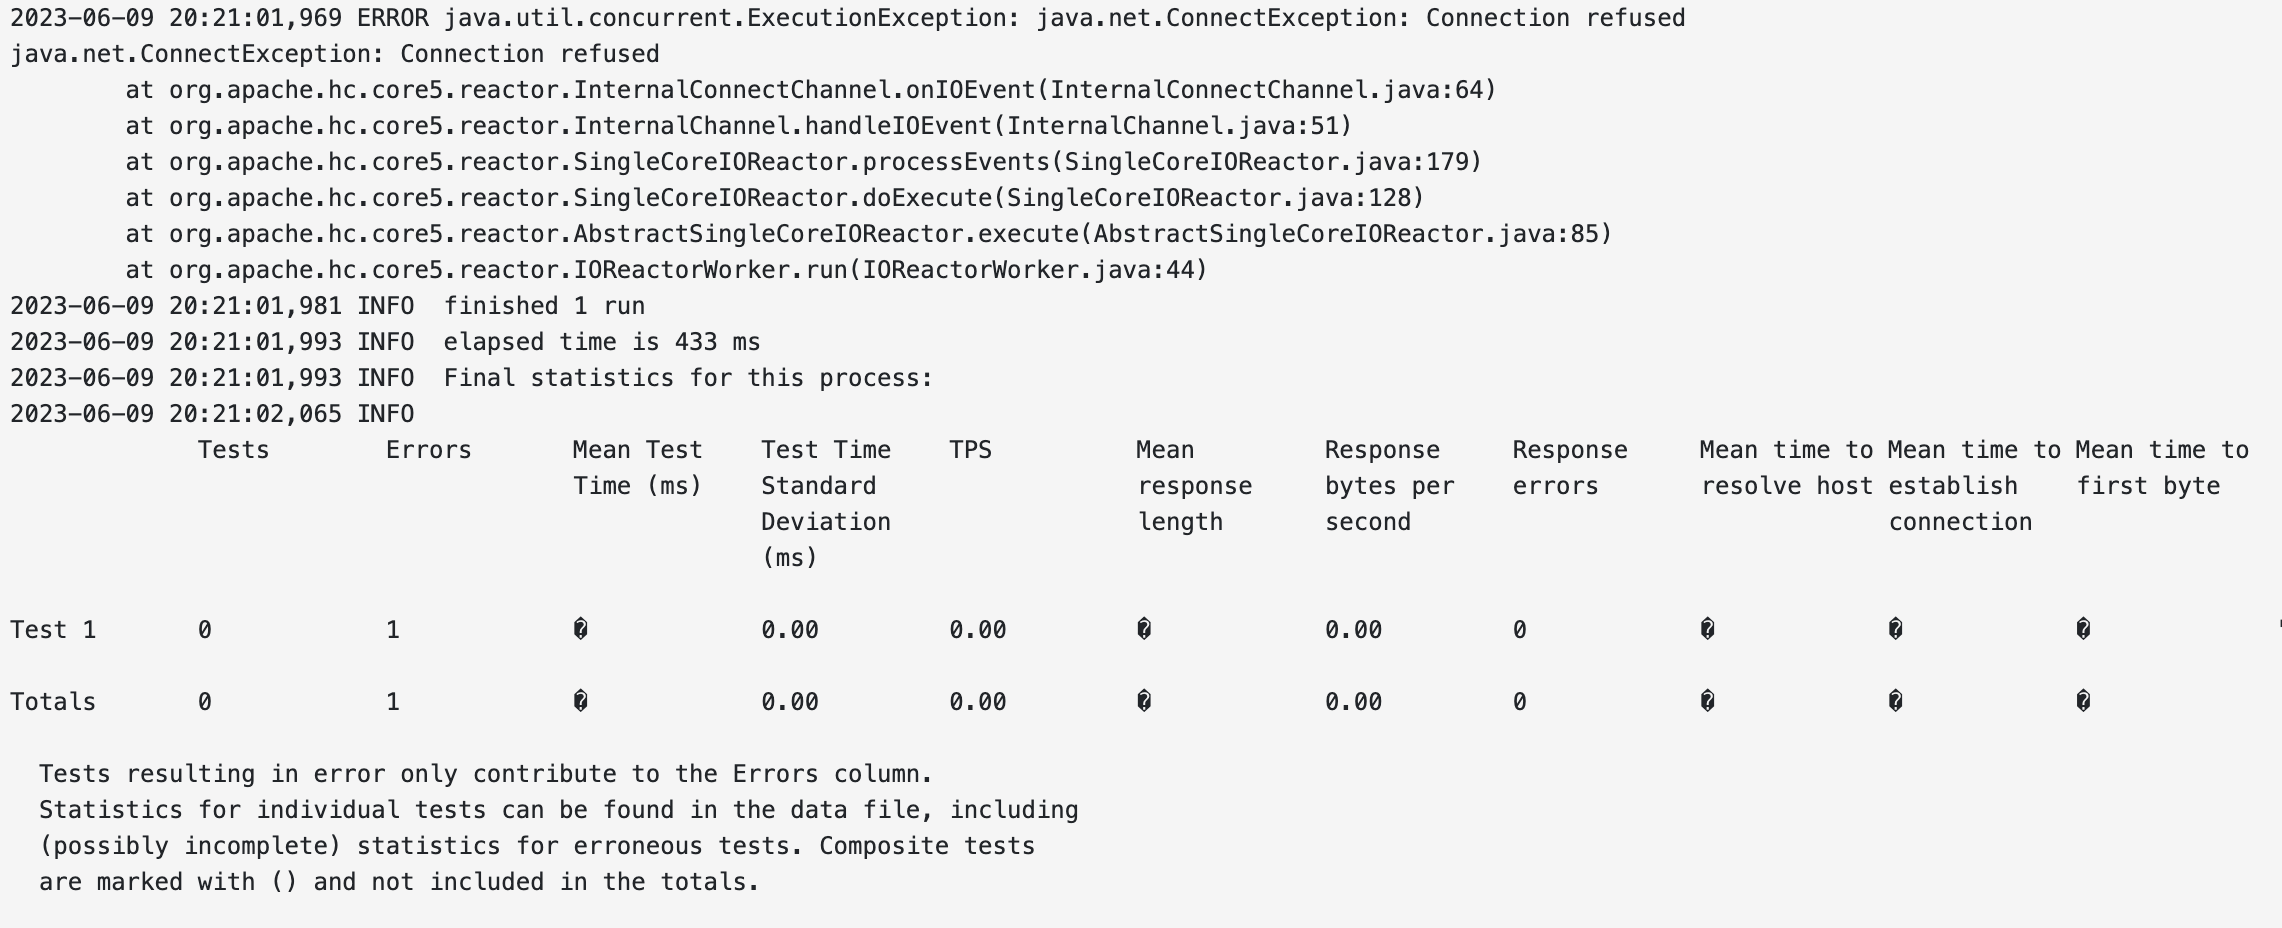 2023-06-09 20:21:01,969 ERROR java.util.concurrent.ExecutionException: java.net.ConnectException: Connection refused
java.net.ConnectException: Connection refused
        at org.apache.hc.core5.reactor.InternalConnectChannel.onIOEvent(InternalConnectChannel.java:64)
        at org.apache.hc.core5.reactor.InternalChannel.handleIOEvent(InternalChannel.java:51)
        at org.apache.hc.core5.reactor.SingleCoreIOReactor.processEvents(SingleCoreIOReactor.java:179)
        at org.apache.hc.core5.reactor.SingleCoreIOReactor.doExecute(SingleCoreIOReactor.java:128)
        at org.apache.hc.core5.reactor.AbstractSingleCoreIOReactor.execute(AbstractSingleCoreIOReactor.java:85)
        at org.apache.hc.core5.reactor.IOReactorWorker.run(IOReactorWorker.java:44)
2023-06-09 20:21:01,981 INFO  finished 1 run
2023-06-09 20:21:01,993 INFO  elapsed time is 433 ms
2023-06-09 20:21:01,993 INFO  Final statistics for this process:
2023-06-09 20:21:02,065 INFO
             Tests        Errors       Mean Test    Test Time    TPS          Mean         Response     Response     Mean time to Mean time to Mean time to
                                       Time (ms)    Standard                  response     bytes per    errors       resolve host establish    first byte
                                                    Deviation                 length       second                                 connection
                                                    (ms)
Test 1       0            1            �            0.00         0.00         �            0.00         0            �            �            �
Totals       0            1            �            0.00         0.00         �            0.00         0            �            �            �
  Tests resulting in error only contribute to the Errors column.
  Statistics for individual tests can be found in the data file, including
  (possibly incomplete) statistics for erroneous tests. Composite tests
  are marked with () and not included in the totals.